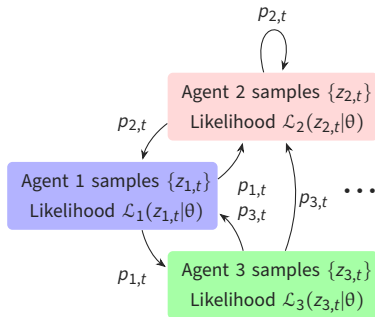 p₂,ₜ
Agent 2 samples {z₂,ₜ}
Likelihood ℒ₂(z₂,ₜ|θ)
p₂,ₜ
Agent 1 samples {z₁,ₜ}
Likelihood ℒ₁(z₁,ₜ|θ)
p₁,ₜ
p₃,ₜ
p₃,ₜ
...
p₁,ₜ
Agent 3 samples {z₃,ₜ}
Likelihood ℒ₃(z₃,ₜ|θ)